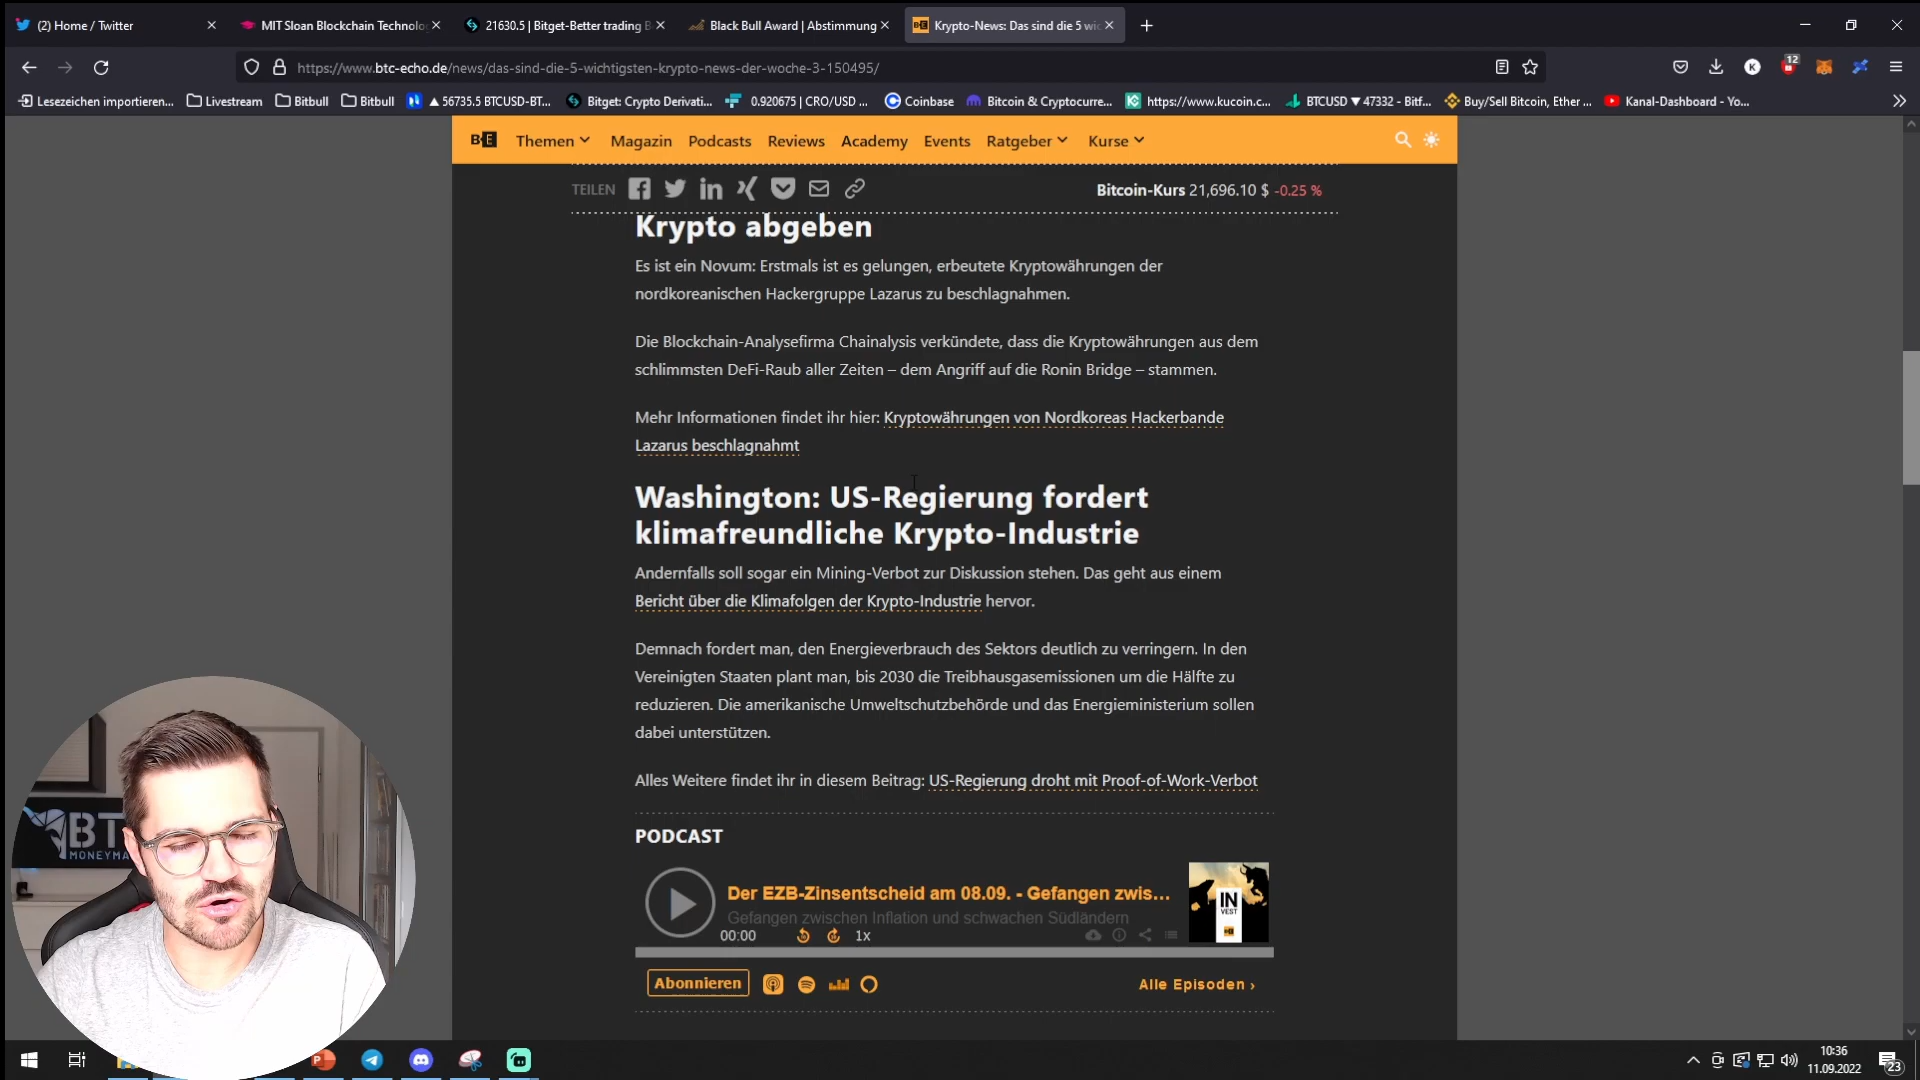 (2) Home / Twitter
MIT Sloan Blockchain Technolo
21630.5 | Bitget-Better trading B
Black Bull Award | Abstimmung
Krypto-News: Das sind die 5 wic
https://www.btc-echo.de/news/das-sind-die-5-wichtigsten-krypto-news-der-woche-3-150495/
12
Lesezeichen importieren...
Livestream
Bitbull
Bitbull
▲ 56735.5 BTCUSD-BT...
Bitget: Crypto Derivati...
0.920675 | CRO/USD ...
Coinbase
Bitcoin & Cryptocurre...
https://www.kucoin.c...
BTCUSD ▼ 47332 - Bitf...
Buy/Sell Bitcoin, Ether ...
Kanal-Dashboard - Yo...
Themen
Magazin
Podcasts
Reviews
Academy
Events
Ratgeber
Kurse
TEILEN
Bitcoin-Kurs 21,696.10 $ -0.25 %
Krypto abgeben
Es ist ein Novum: Erstmals ist es gelungen, erbeutete Kryptowährungen der
nordkoreanischen Hackergruppe Lazarus zu beschlagnahmen.
Die Blockchain-Analysefirma Chainalysis verkündete, dass die Kryptowährungen aus dem
schlimmsten DeFi-Raub aller Zeiten – dem Angriff auf die Ronin Bridge – stammen.
Mehr Informationen findet ihr hier: Kryptowährungen von Nordkoreas Hackerbande
Lazarus beschlagnahmt
Washington: US-Regierung fordert
klimafreundliche Krypto-Industrie
Andernfalls soll sogar ein Mining-Verbot zur Diskussion stehen. Das geht aus einem
Bericht über die Klimafolgen der Krypto-Industrie hervor.
Demnach fordert man, den Energieverbrauch des Sektors deutlich zu verringern. In den
Vereinigten Staaten plant man, bis 2030 die Treibhausgasemissionen um die Hälfte zu
reduzieren. Die amerikanische Umweltschutzbehörde und das Energieministerium sollen
dabei unterstützen.
Alles Weitere findet ihr in diesem Beitrag: US-Regierung droht mit Proof-of-Work-Verbot
PODCAST
Der EZB-Zinsentscheid am 08.09. - Gefangen zwis...
Gefangen zwischen Inflation und schwachen Südländern
00:00
1x
IN
VEST
Abonnieren
Alle Episoden ›
BT
MONEYMA
10:36
11.09.2022
23